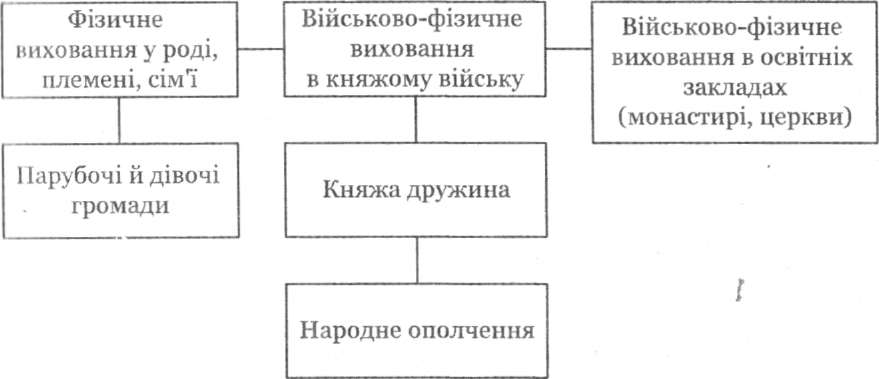 Фізичне
виховання у роді,
племені, сім'ї
Військово-фізичне
виховання
в княжому війську
Військово-фізичне
виховання в освітніх
закладах
(монастирі, церкви)
Парубочі й дівочі
громади
Княжа дружина
Народне ополчення